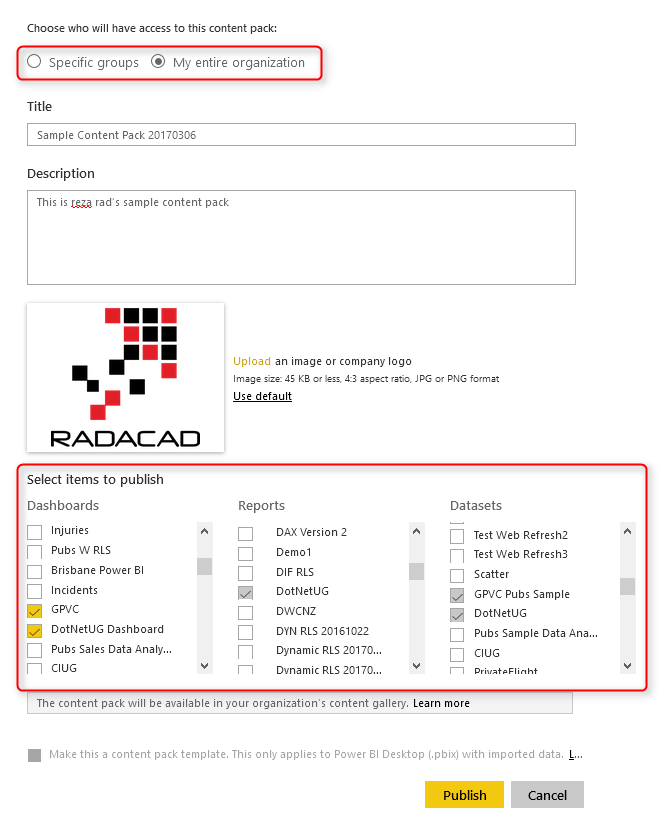 Choose who will have access to this content pack:
Specific groups My entire organization
Title
Sample Content Pack 20170306
Description
This is reza rad's sample content pack
RADACAD
Upload an image or company logo
Image size: 45 KB or less, 4:3 aspect ratio, JPG or PNG format
Use default
Select items to publish
Dashboards
Injuries
Pubs W RLS
Brisbane Power BI
Incidents
GPVC
DotNetUG Dashboard
Pubs Sales Data Analy...
CIUG
Reports
DAX Version 2
Demo1
DIF RLS
DotNetUG
DWCNZ
DYN RLS 20161022
Dynamic RLS 20170...
Dynamic RLS 20170...
Datasets
Test Web Refresh2
Test Web Refresh3
Scatter
GPVC Pubs Sample
DotNetUG
Pubs Sample Data Ana...
CIUG
PrivateFlight
The content pack will be available in your organization's content gallery. Learn more
Make this a content pack template. This only applies to Power BI Desktop (.pbix) with imported data. L...
Publish Cancel